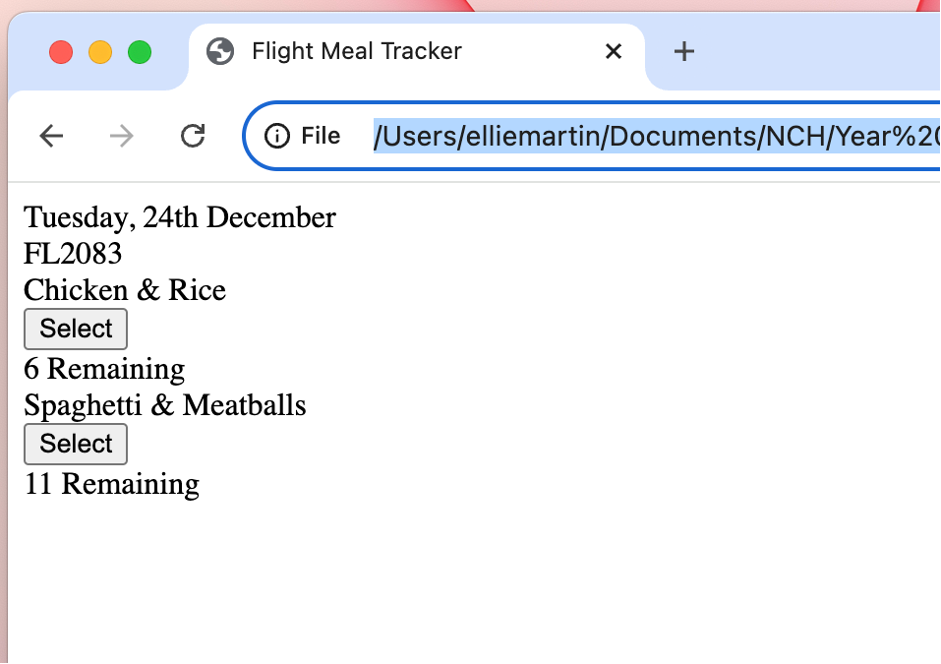 Flight Meal Tracker
File /Users/elliemartin/Documents/NCH/Year%20
Tuesday, 24th December
FL2083
Chicken & Rice
Select
6 Remaining
Spaghetti & Meatballs
Select
11 Remaining